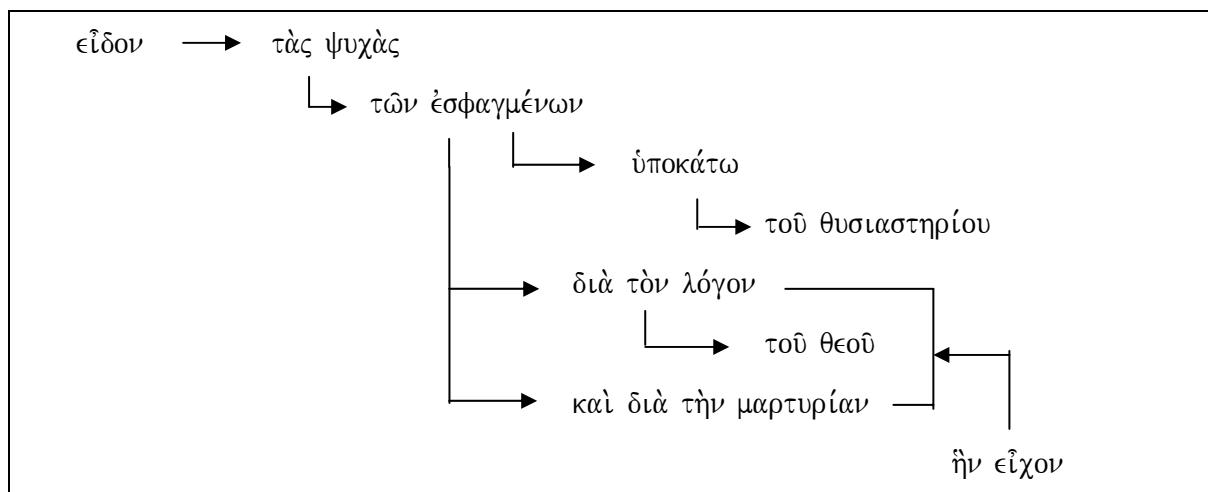 εἶδον τὰς ψυχὰς
τῶν ἐσφαγμένων
ὑποκάτω
τοῦ θυσιαστηρίου
διὰ τὸν λόγον
τοῦ θεοῦ
καὶ διὰ τὴν μαρτυρίαν
ἣν εἶχον